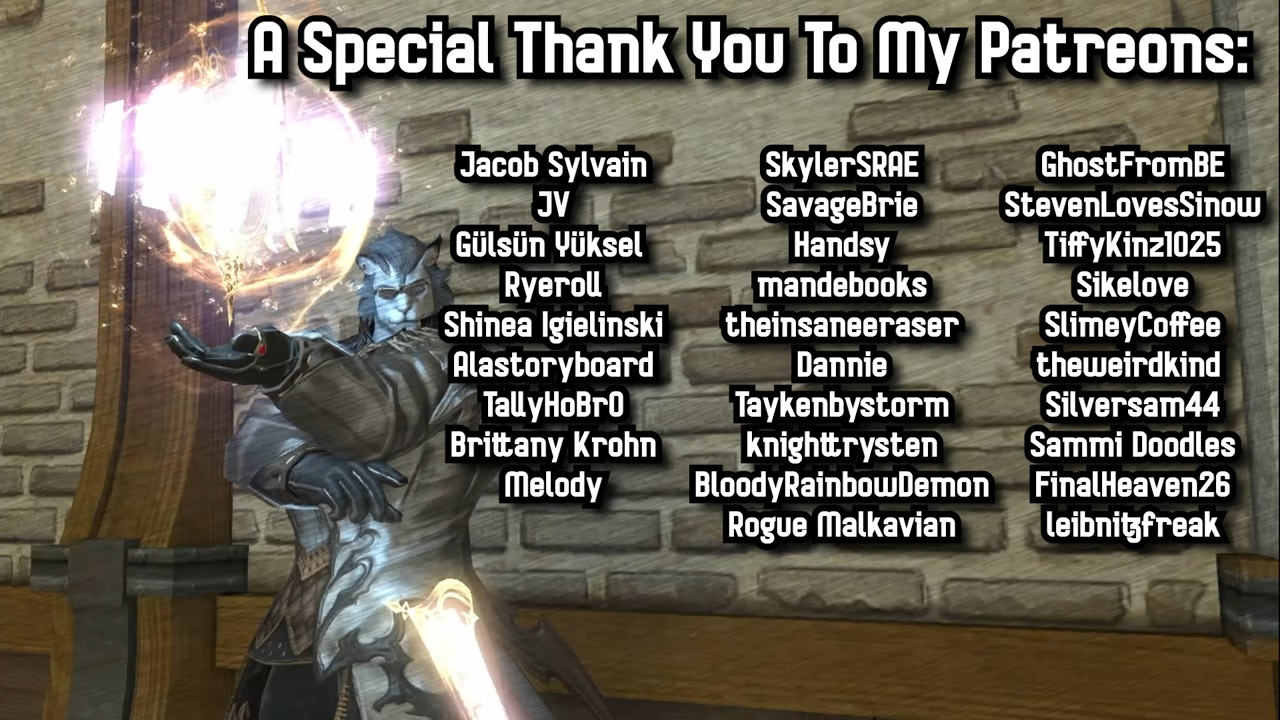 A Special Thank You To My Patreons:
Jacob Sylvain
JV
Gülsün Yüksel
Ryeroll
Shinea Igielinski
Alastoryboard
TallyHoBrO
Brittany Krohn
Melody
SkylerSRAE
SavageBrie
Handsy
mandebooks
theinsaneeraser
Dannie
Taykenbystorm
knighttrysten
BloodyRainbowDemon
Rogue Malkavian
GhostFromBE
StevenLovesSinow
TiffyKinz1025
Sikelove
SlimeyCoffee
theweirdkind
Silversam44
Sammi Doodles
FinalHeaven26
leibnitzfreak